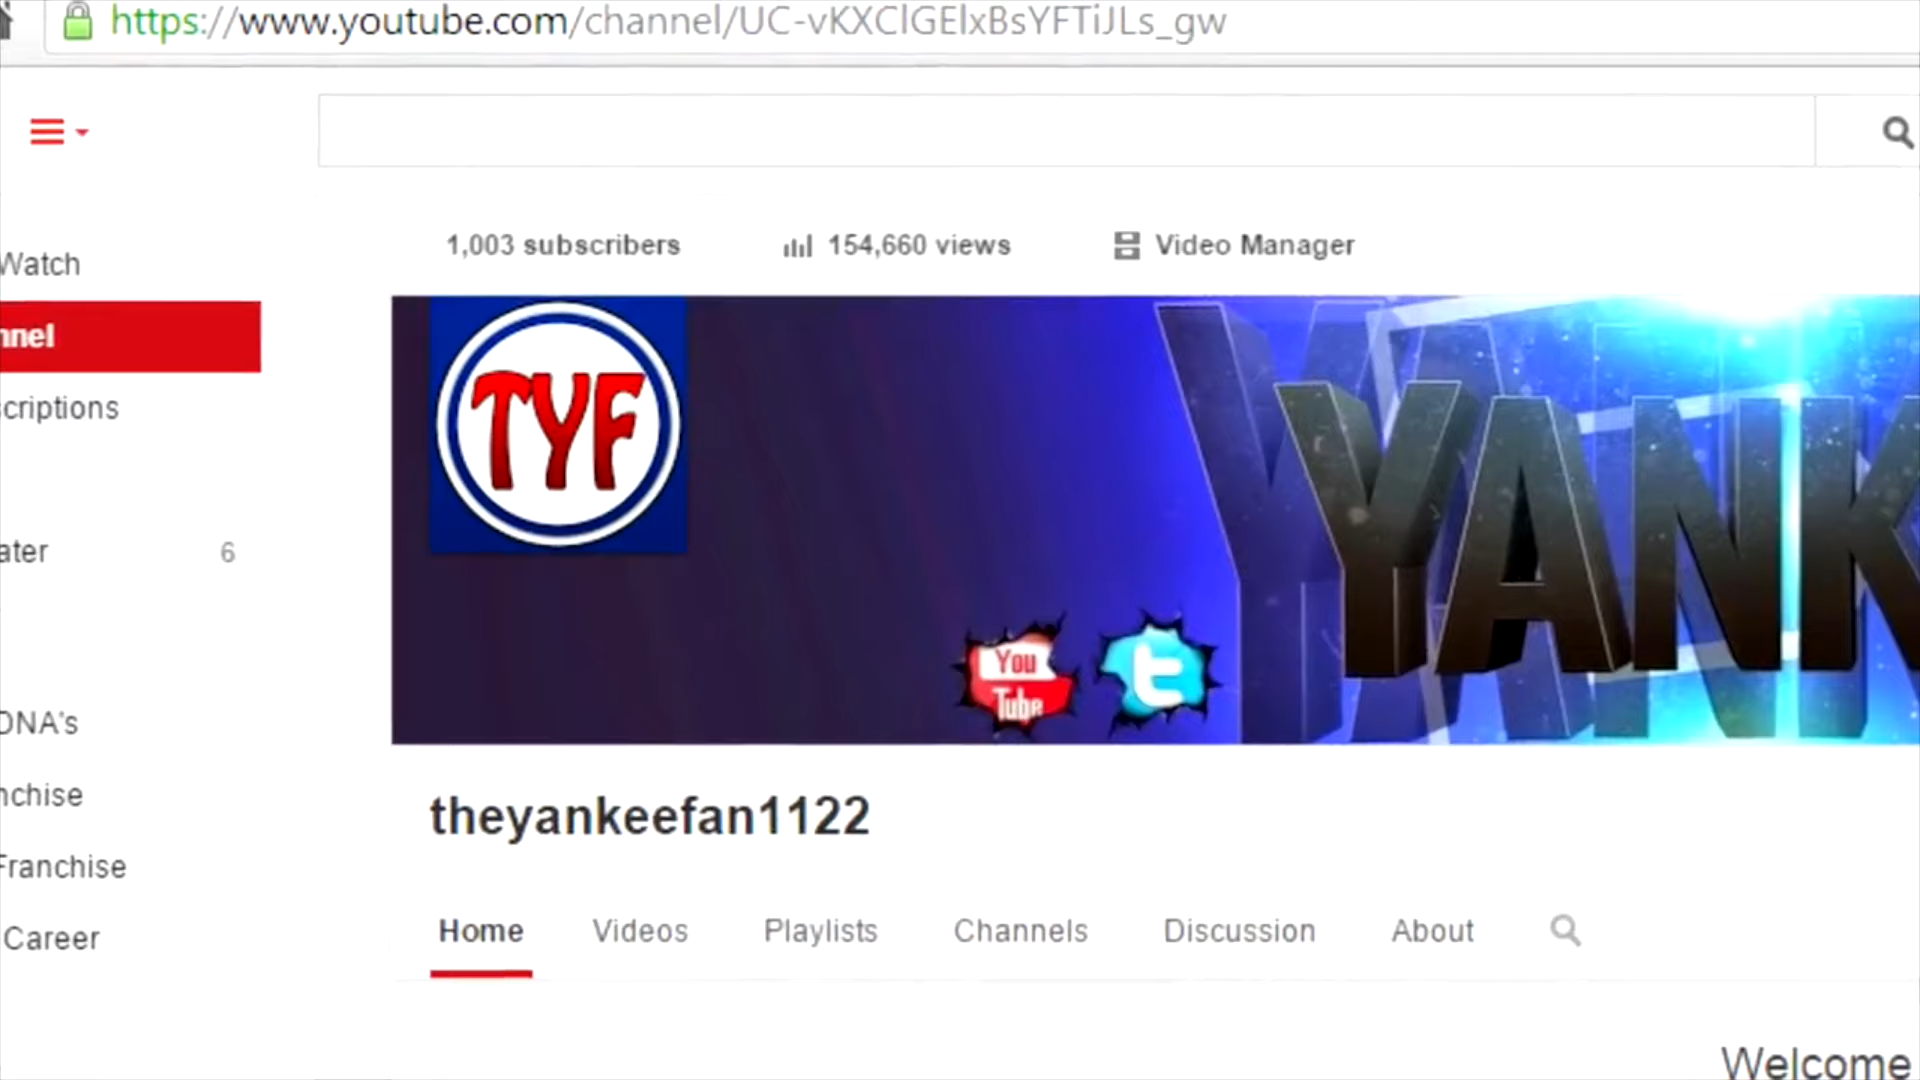 https://www.youtube.com/channel/UC-vKXClGElxBsYFTiJLs_gw
1,003 subscribers 154,660 views Video Manager
Watch
nnel
scriptions
ater 6
DNA's
nchise
Franchise
Career
TYF
YANK
You
Tube
theyankeefan1122
Home Videos Playlists Channels Discussion About
Welcome